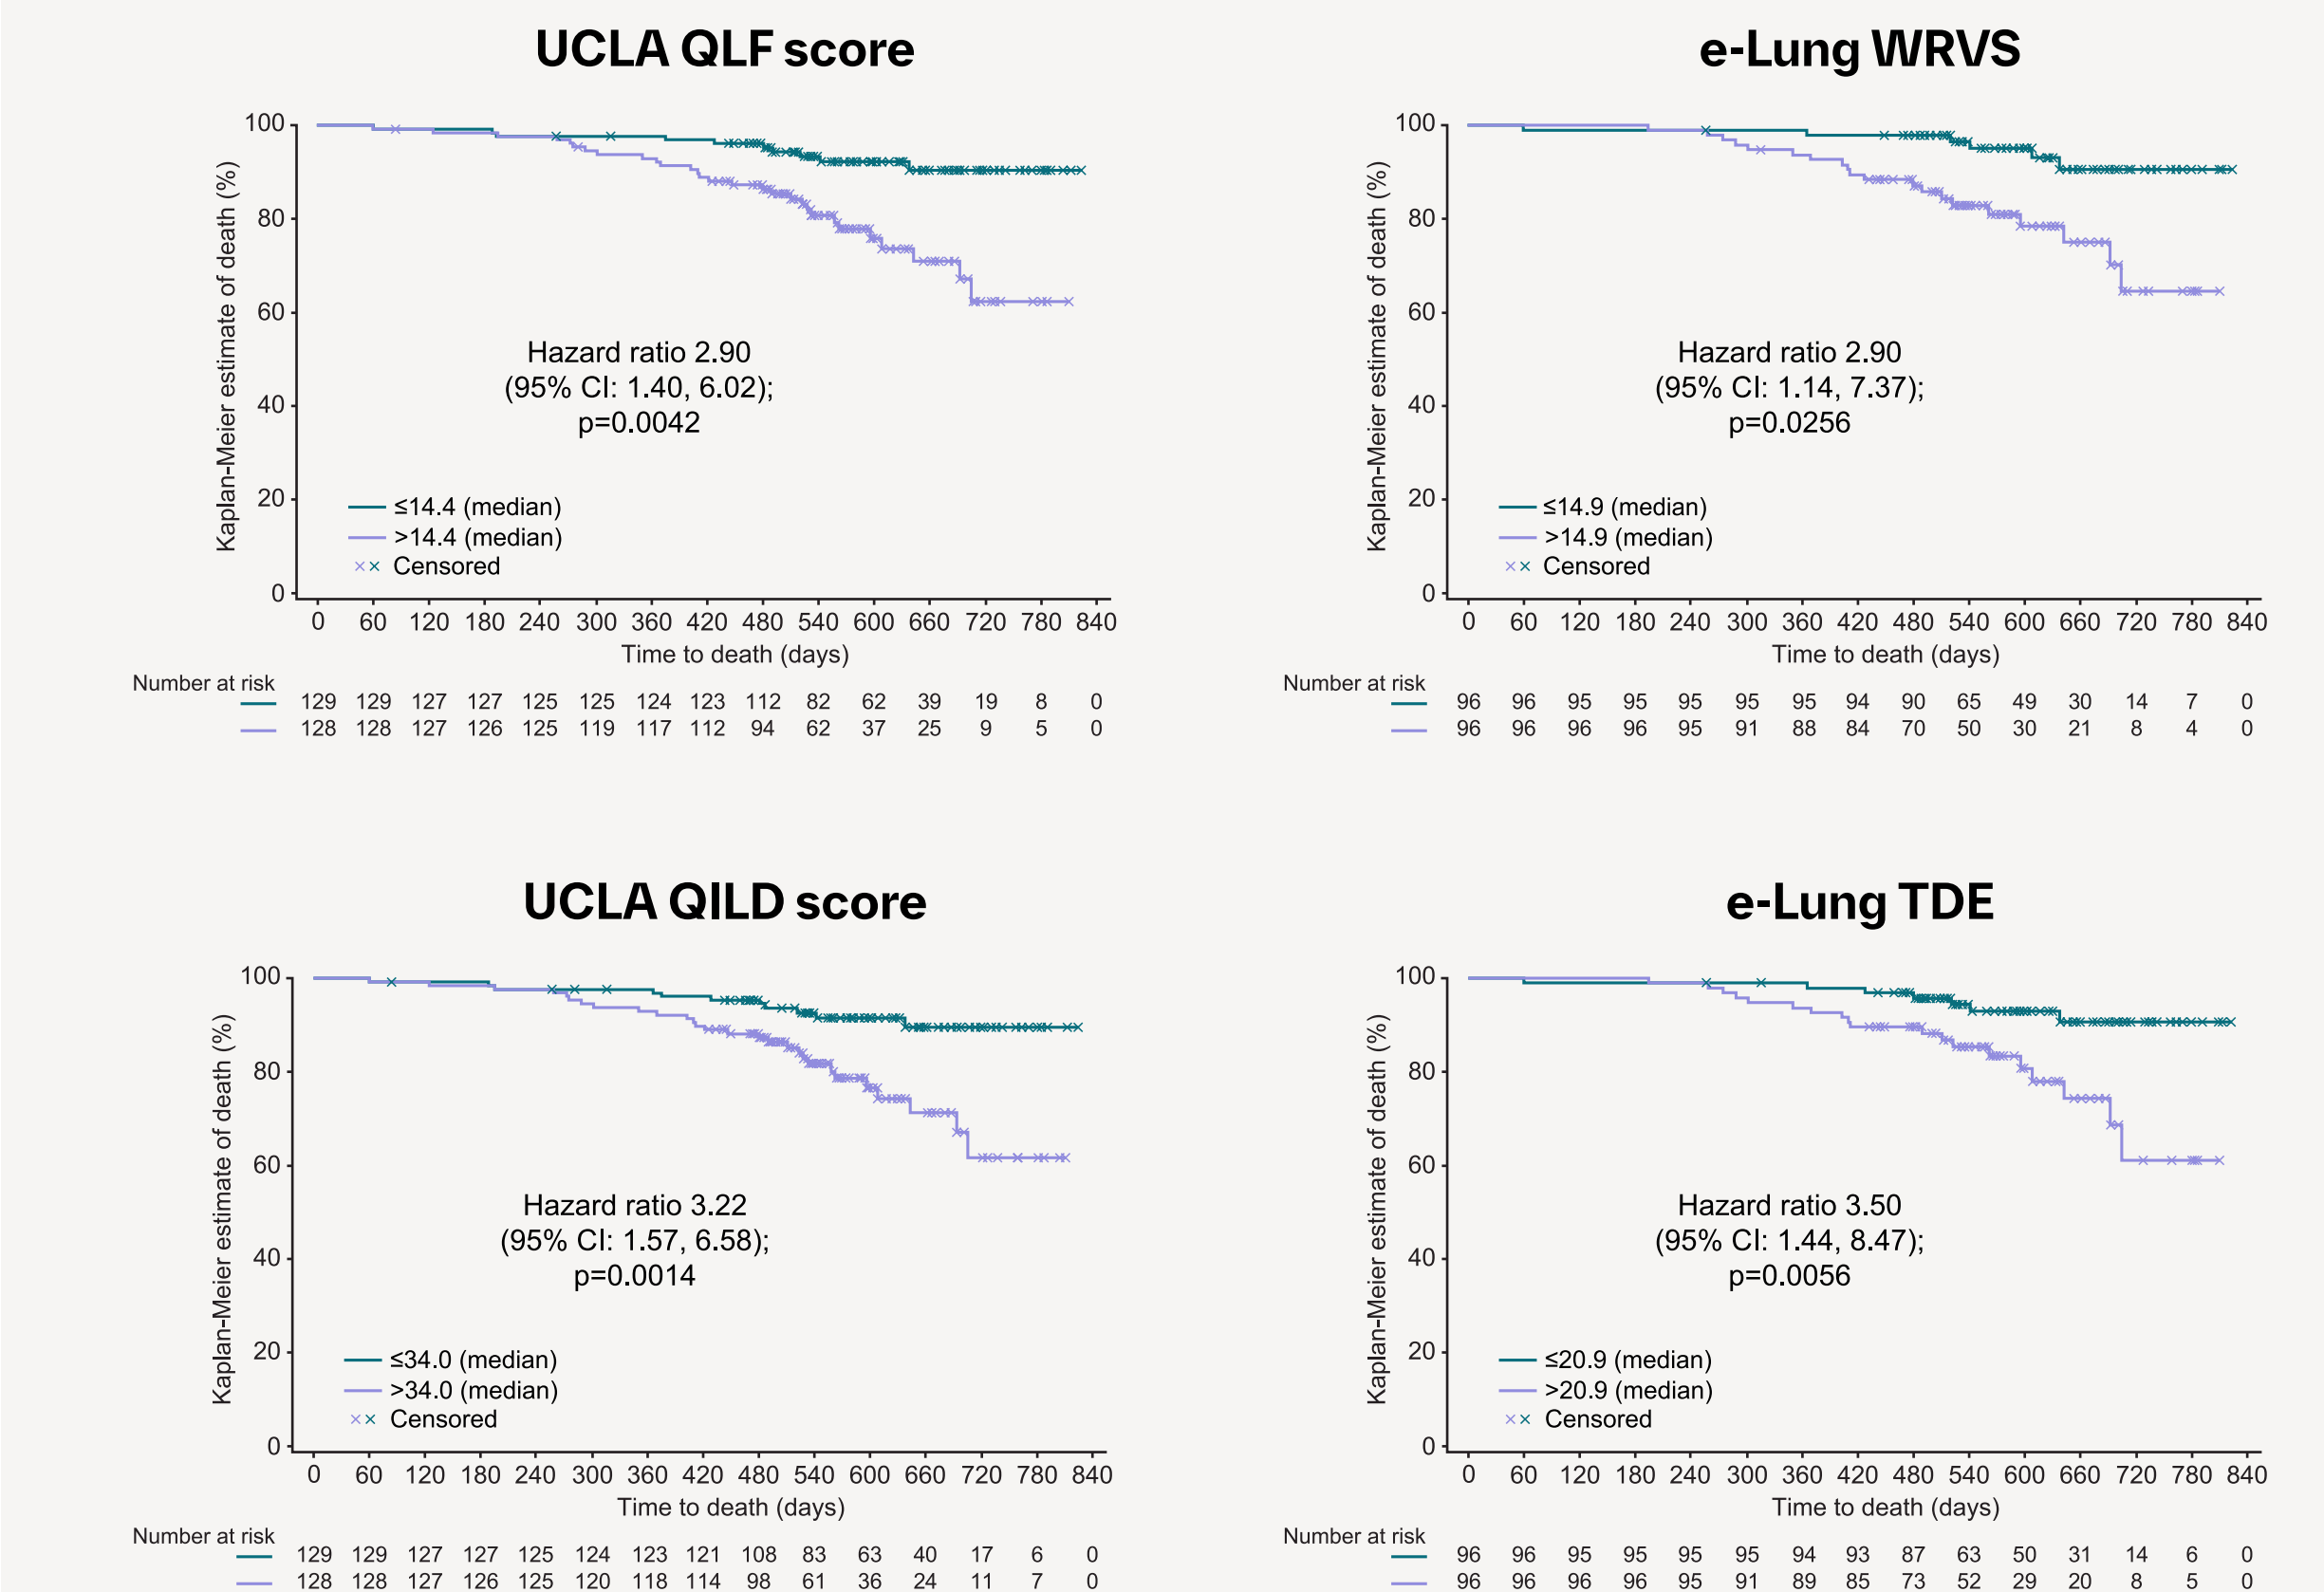 UCLA QLF score
Kaplan-Meier estimate of death (%)
100
80
60
40
20
0
Hazard ratio 2.90
(95% CI: 1.40, 6.02);
p=0.0042
≤14.4 (median)
>14.4 (median)
Censored
0 60 120 180 240 300 360 420 480 540 600 660 720 780 840
Time to death (days)
Number at risk
129 129 127 127 125 125 124 123 112 82 62 39 19 8 0
128 128 127 126 125 119 117 112 94 62 37 25 9 5 0
e-Lung WRVS
Kaplan-Meier estimate of death (%)
100
80
60
40
20
0
Hazard ratio 2.90
(95% CI: 1.14, 7.37);
p=0.0256
≤14.9 (median)
>14.9 (median)
Censored
0 60 120 180 240 300 360 420 480 540 600 660 720 780 840
Time to death (days)
Number at risk
96 96 95 95 95 95 95 94 90 65 49 30 14 7 0
96 96 96 96 95 91 88 84 70 50 30 21 8 4 0
UCLA QILD score
Kaplan-Meier estimate of death (%)
100
80
60
40
20
0
Hazard ratio 3.22
(95% CI: 1.57, 6.58);
p=0.0014
≤34.0 (median)
>34.0 (median)
Censored
0 60 120 180 240 300 360 420 480 540 600 660 720 780 840
Time to death (days)
Number at risk
129 129 127 127 125 124 123 121 108 83 63 40 17 6 0
128 128 127 126 125 120 118 114 98 61 36 24 11 7 0
e-Lung TDE
Kaplan-Meier estimate of death (%)
100
80
60
40
20
0
Hazard ratio 3.50
(95% CI: 1.44, 8.47);
p=0.0056
≤20.9 (median)
>20.9 (median)
Censored
0 60 120 180 240 300 360 420 480 540 600 660 720 780 840
Time to death (days)
Number at risk
96 96 95 95 95 95 94 93 87 63 50 31 14 6 0
96 96 96 96 95 91 89 85 73 52 29 20 8 5 0